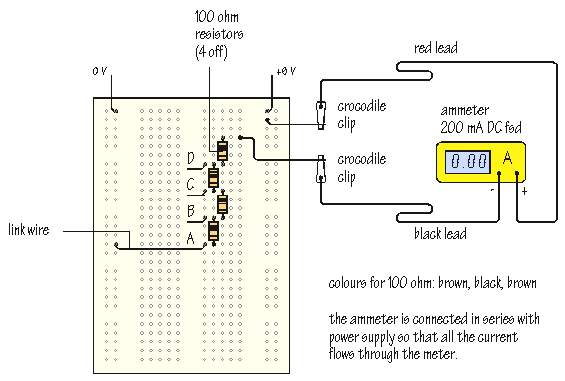 100 ohm
resistors
(4 off)
0 V
+9 V
red lead
crocodile
clip
ammeter
200 mA DC fsd
0.00 A
- +
crocodile
clip
black lead
D
C
B
A
link wire
colours for 100 ohm: brown, black, brown
the ammeter is connected in series with
power supply so that all the current
flows through the meter.